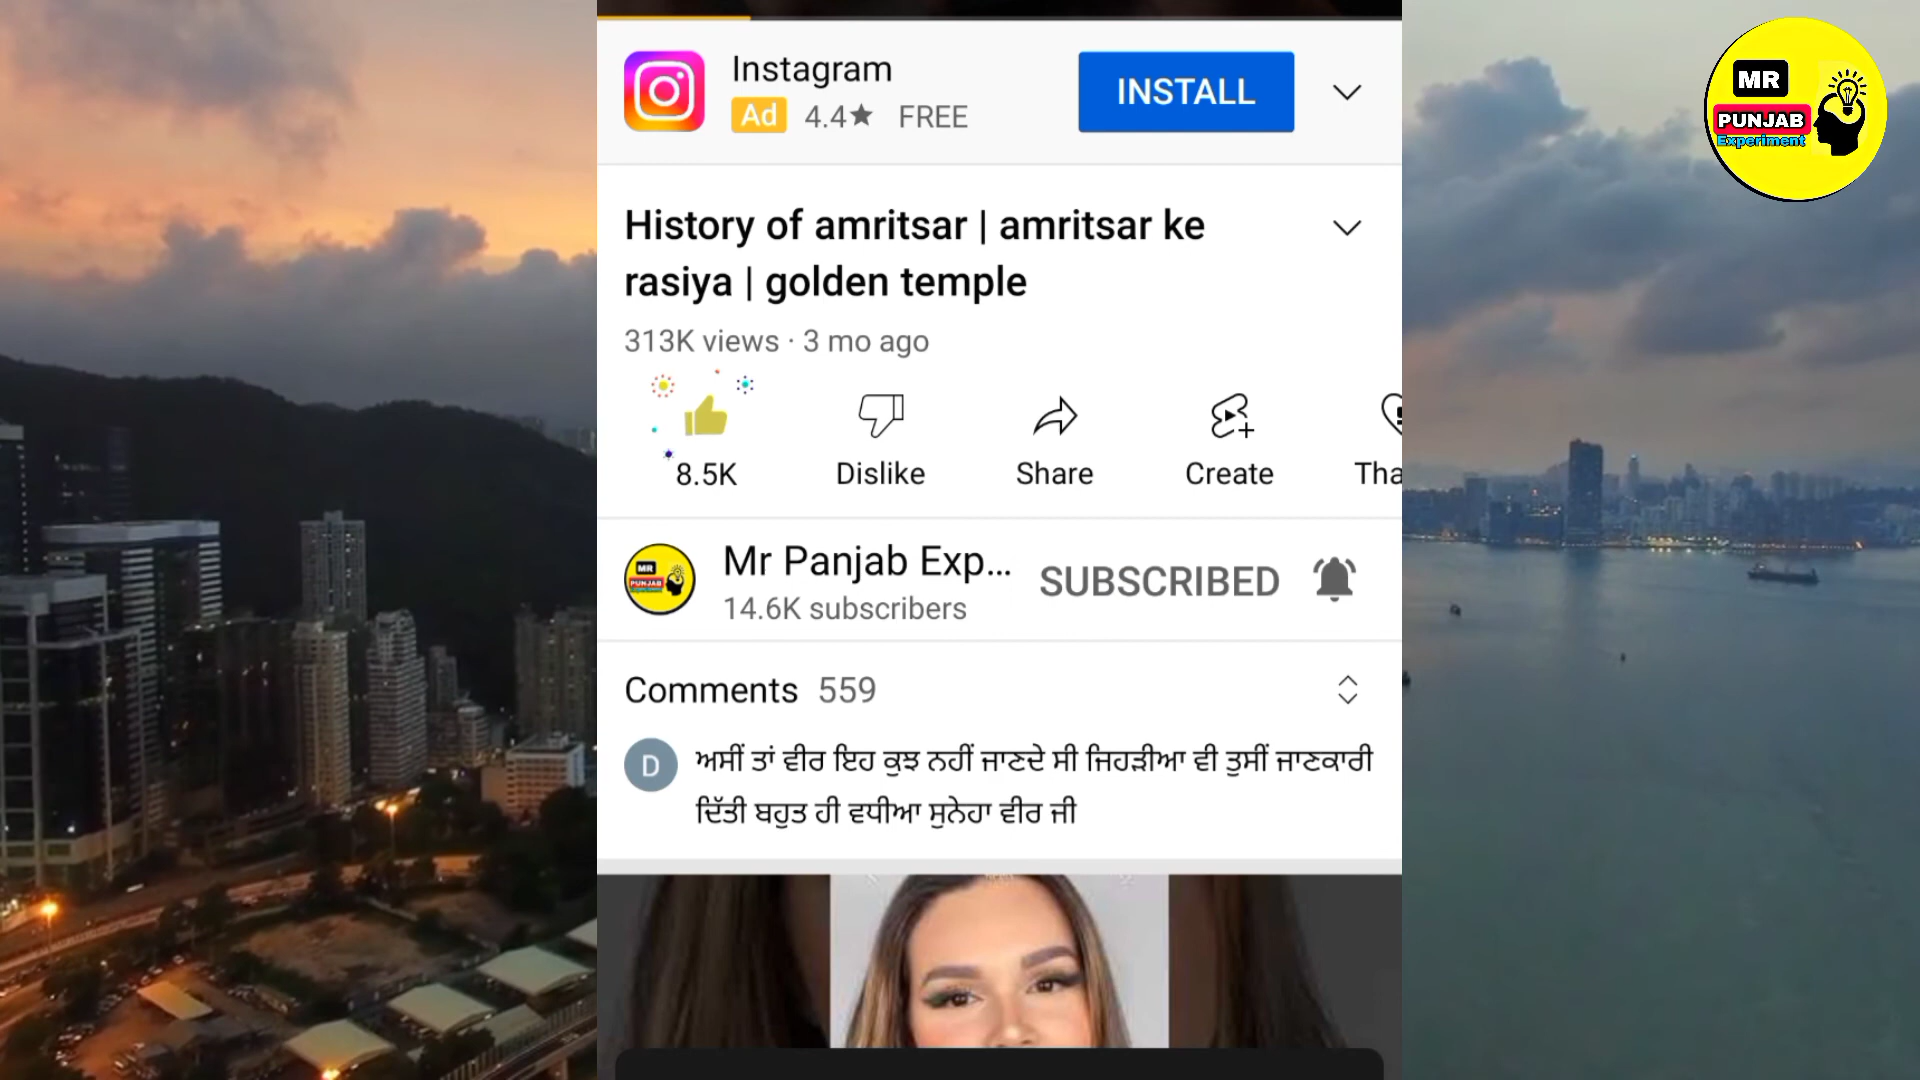 Instagram
INSTALL
Ad 4.4★ FREE
History of amritsar | amritsar ke
rasiya | golden temple
313K views · 3 mo ago
8.5K
Dislike
Share
Create
Tha
Mr Panjab Exp...
14.6K subscribers
SUBSCRIBED
Comments 559
D
ਅਸੀਂ ਤਾਂ ਵੀਰ ਇਹ ਕੁਝ ਨਹੀਂ ਜਾਣਦੇ ਸੀ ਜਿਹੜੀਆ ਵੀ ਤੁਸੀਂ ਜਾਣਕਾਰੀ
ਦਿੱਤੀ ਬਹੁਤ ਹੀ ਵਧੀਆ ਸੁਨੇਹਾ ਵੀਰ ਜੀ
MR
PUNJAB
Experiment
MR
PUNJAB